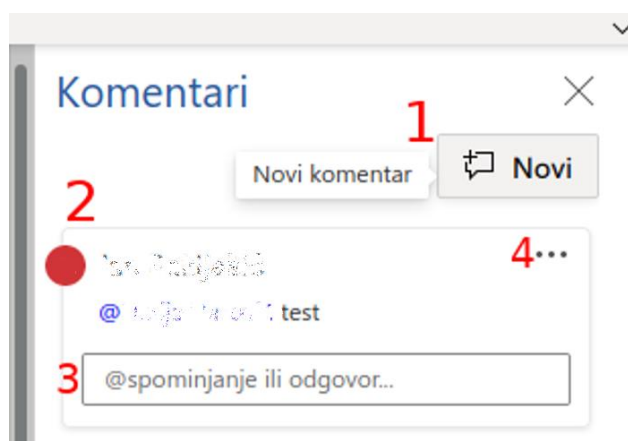 Komentari
1
Novi komentar
Novi
2
4
@ test
3 @spominjanje ili odgovor...